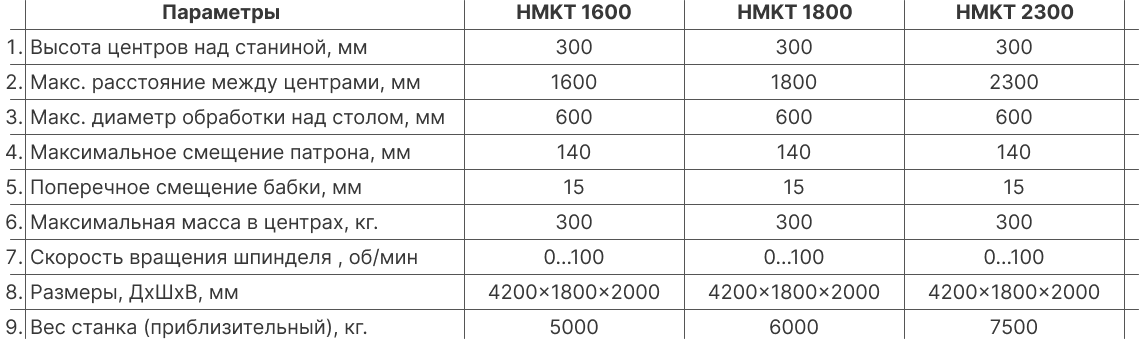 Параметры HMKT 1600 HMKT 1800 HMKT 2300
1. Высота центров над станиной, мм 300 300 300
2. Макс. расстояние между центрами, мм 1600 1800 2300
3. Макс. диаметр обработки над столом, мм 600 600 600
4. Максимальное смещение патрона, мм 140 140 140
5. Поперечное смещение бабки, мм 15 15 15
6. Максимальная масса в центрах, кг. 300 300 300
7. Скорость вращения шпинделя , об/мин 0...100 0...100 0...100
8. Размеры, ДхШхВ, мм 4200×1800×2000 4200×1800×2000 4200×1800×2000
9. Вес станка (приблизительный), кг. 5000 6000 7500